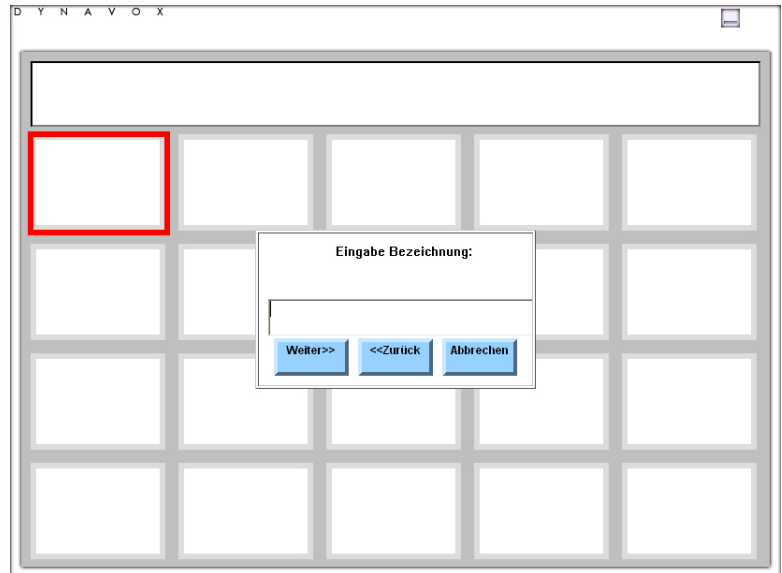 D Y N A V O X
Eingabe Bezeichnung:
Weiter>> <<Zurück Abbrechen